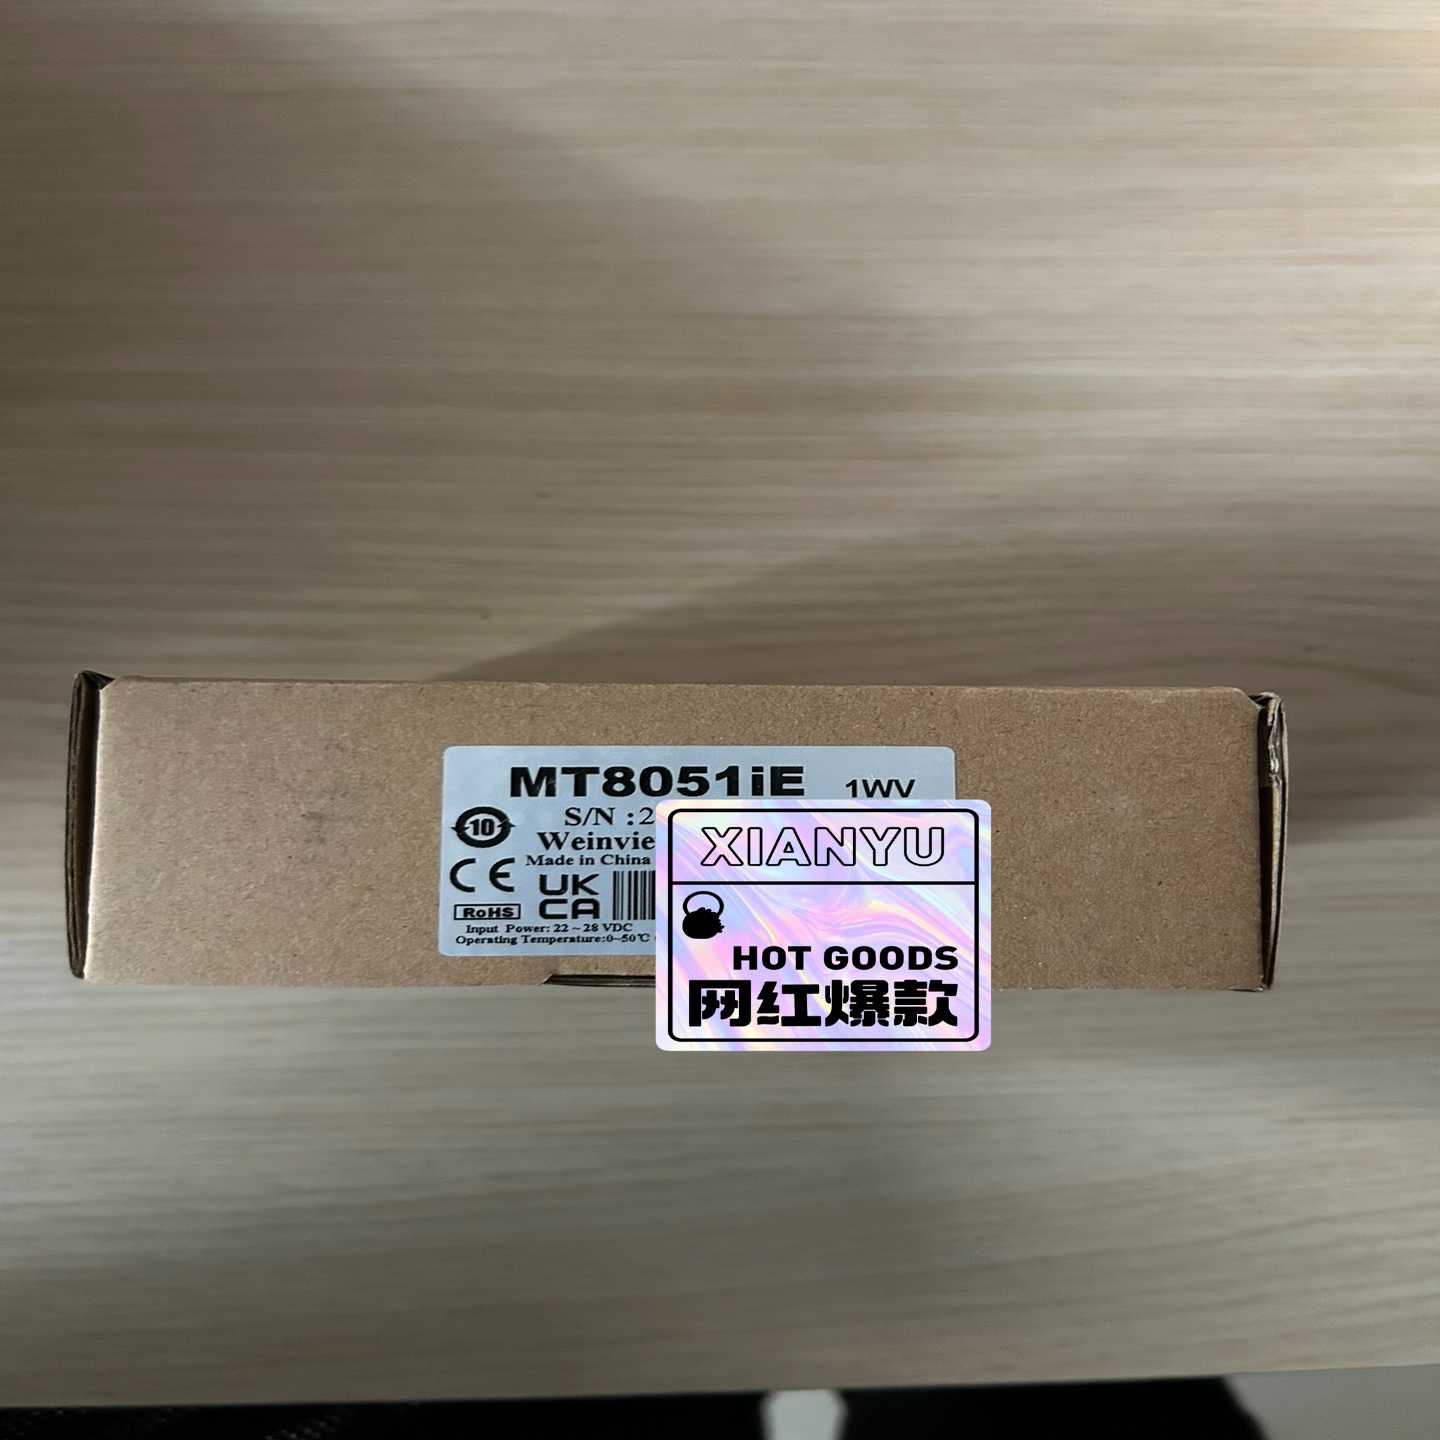 MT8051iE 1WV
S/N :2
10
Weinvie
Made in China
CE
UK
CA
RoHS
Input Power: 22~28 VDC
Operating Temperature:0~50℃
XIANYU
HOT GOODS
网红爆款